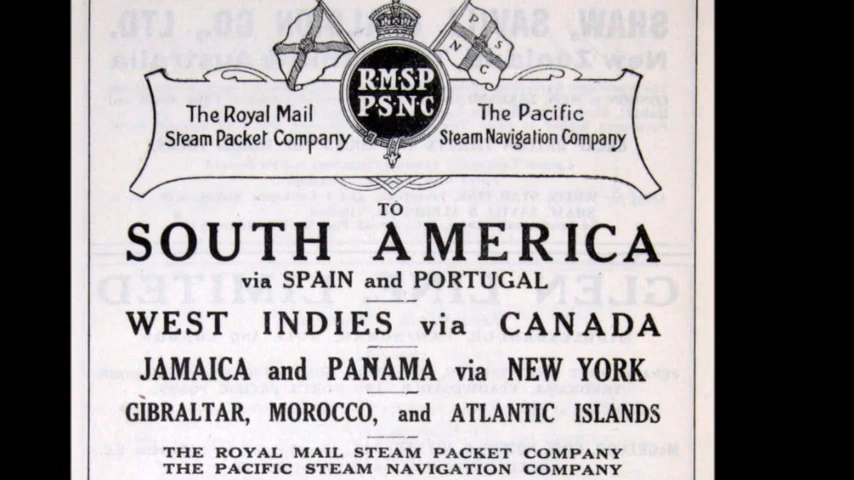 P S N C
R·M·S·P
P·S·N·C
The Royal Mail
Steam Packet Company
The Pacific
Steam Navigation Company
TO
SOUTH AMERICA
via SPAIN and PORTUGAL
WEST INDIES via CANADA
JAMAICA and PANAMA via NEW YORK
GIBRALTAR, MOROCCO, and ATLANTIC ISLANDS
THE ROYAL MAIL STEAM PACKET COMPANY
THE PACIFIC STEAM NAVIGATION COMPANY